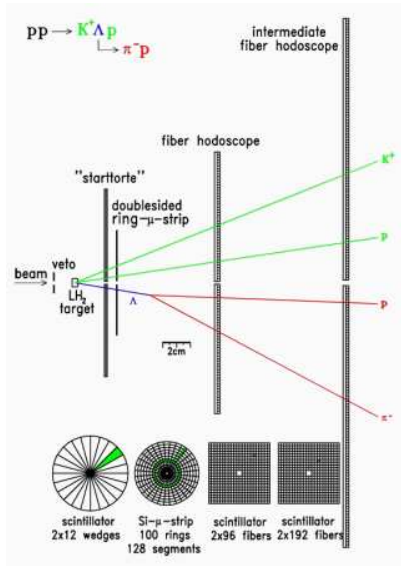 pp → K⁺Λp
→ π⁻p
intermediate
fiber hodoscope
fiber hodoscope
"starttorte"
doublesided
ring-μ-strip
veto
beam
LH₂
target
K⁺
p
Λ
p
π⁻
2cm
scintillator
2x12 wedges
Si-μ-strip
100 rings
128 segments
scintillator
2x96 fibers
scintillator
2x192 fibers